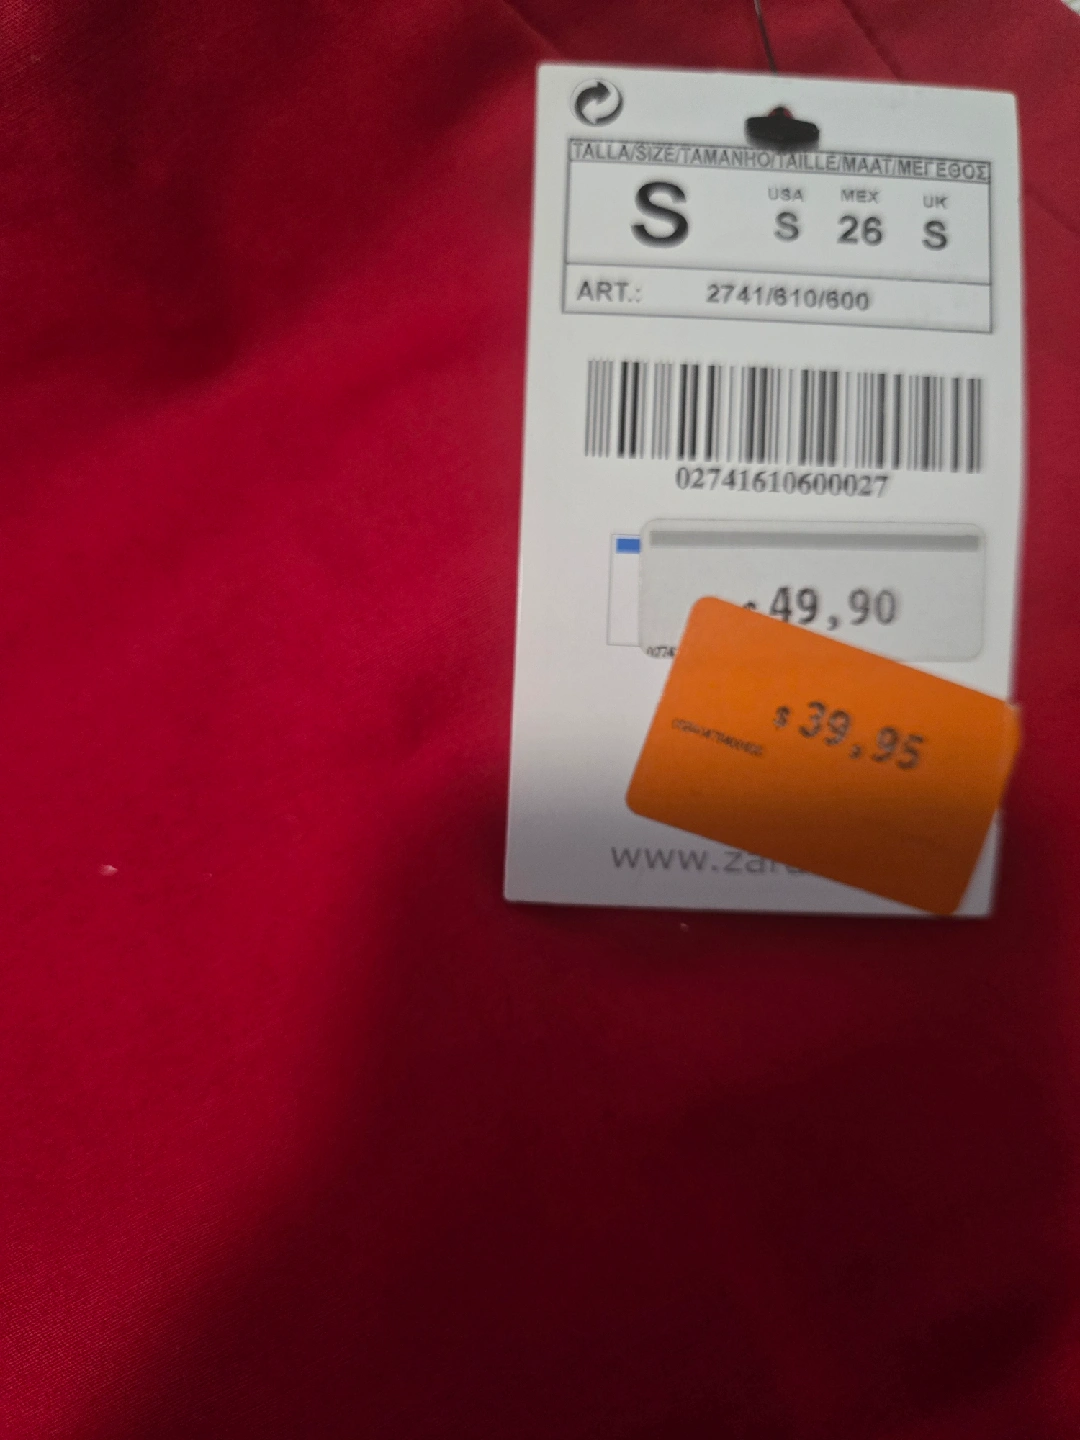 TALLA/SIZE/TAMANHO/TAILLE/MAAT/ΜΕΓΕΘΟΣ
S
USA MEX UK
S 26 S
ART.: 2741/610/600
02741610600027
49,90
$ 39,95
www.zara